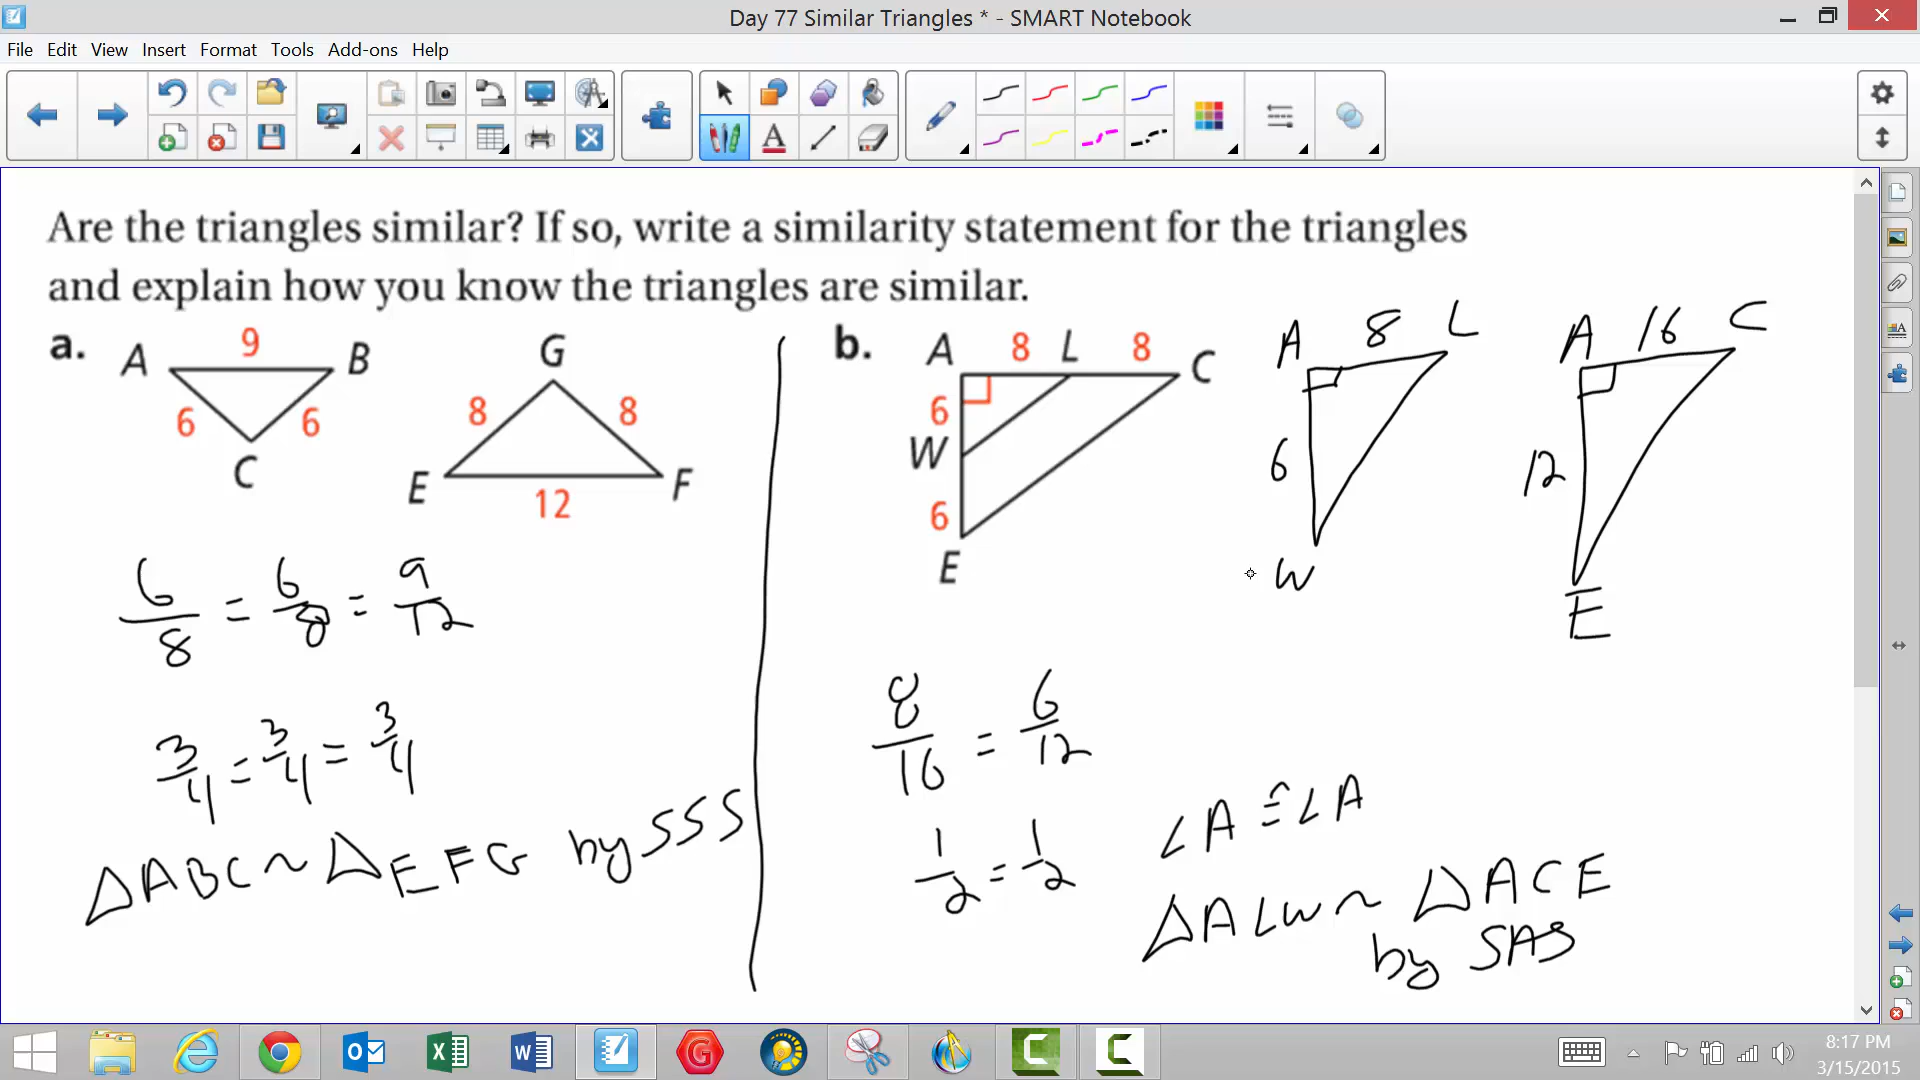 Day 77 Similar Triangles * - SMART Notebook
File Edit View Insert Format Tools Add-ons Help
Are the triangles similar? If so, write a similarity statement for the triangles
and explain how you know the triangles are similar.
a.
A 9 B
6 6
C
G
8 8
E F
12
6/8 = 6/8 = 9/12
3/4 = 3/4 = 3/4
△ABC ~ △EFG by SSS
b.
A 8 L 8 C
6
W
6
E
A 8 L
6
W
A 16 C
12
E
8/16 = 6/12
1/2 = 1/2
∠A ≅ ∠A
△ALW ~ △ACE
by SAS
8:17 PM
3/15/2015